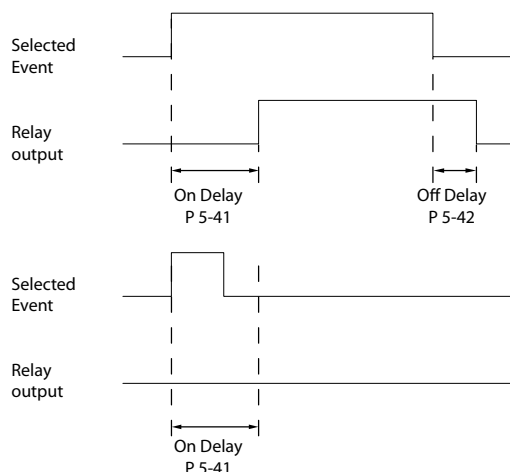 Selected
Event
Relay
output
On Delay
P 5-41
Off Delay
P 5-42
Selected
Event
Relay
output
On Delay
P 5-41